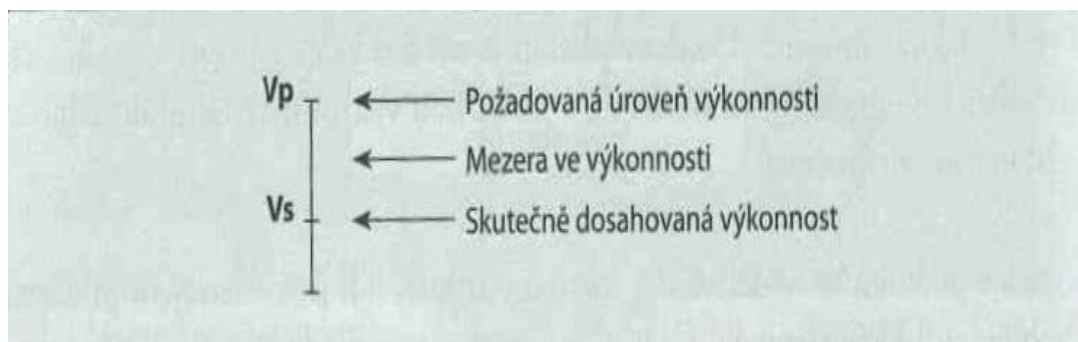 Vp Požadovaná úroveň výkonnosti
Mezera ve výkonnosti
Vs Skutečně dosahovaná výkonnost